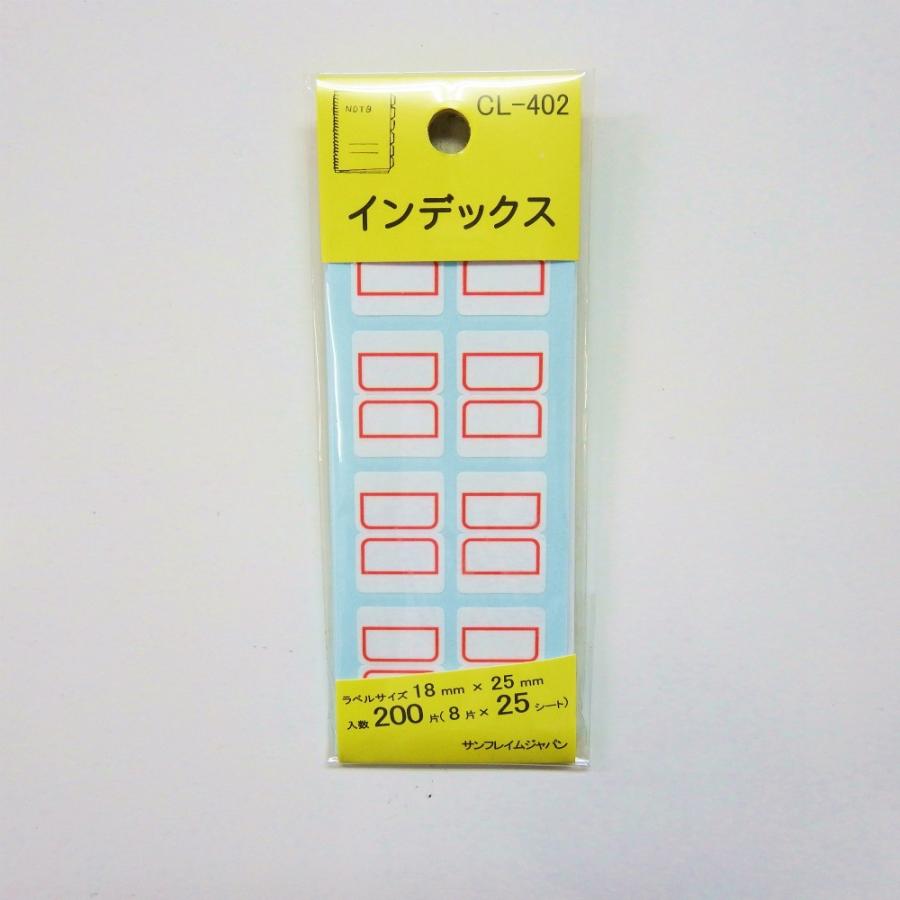 NOTE
CL-402
インデックス
ラベルサイズ 18 mm × 25 mm
入数 200 片(8 片 × 25 シート)
サンフレイムジャパン